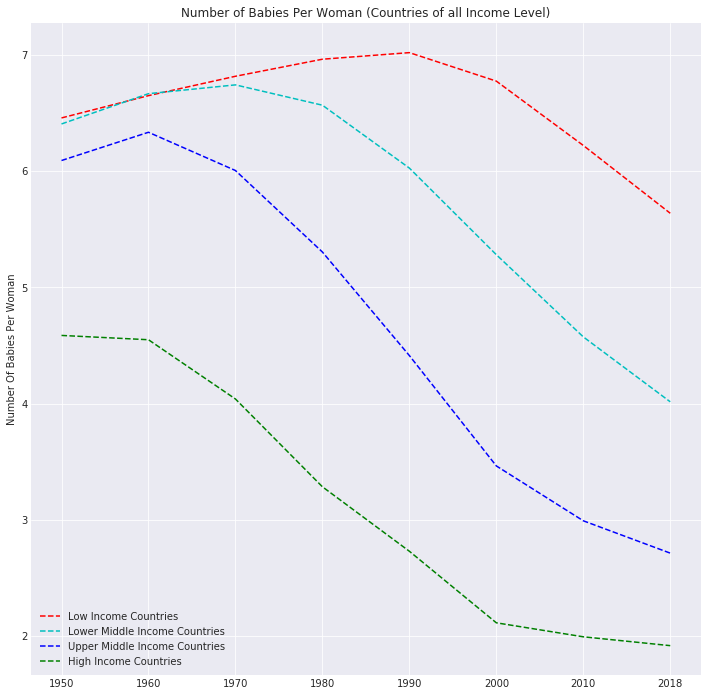 Number of Babies Per Woman (Countries of all Income Level)
Number Of Babies Per Woman
7
6
5
4
3
2
Low Income Countries
Lower Middle Income Countries
Upper Middle Income Countries
High Income Countries
1950 1960 1970 1980 1990 2000 2010 2018